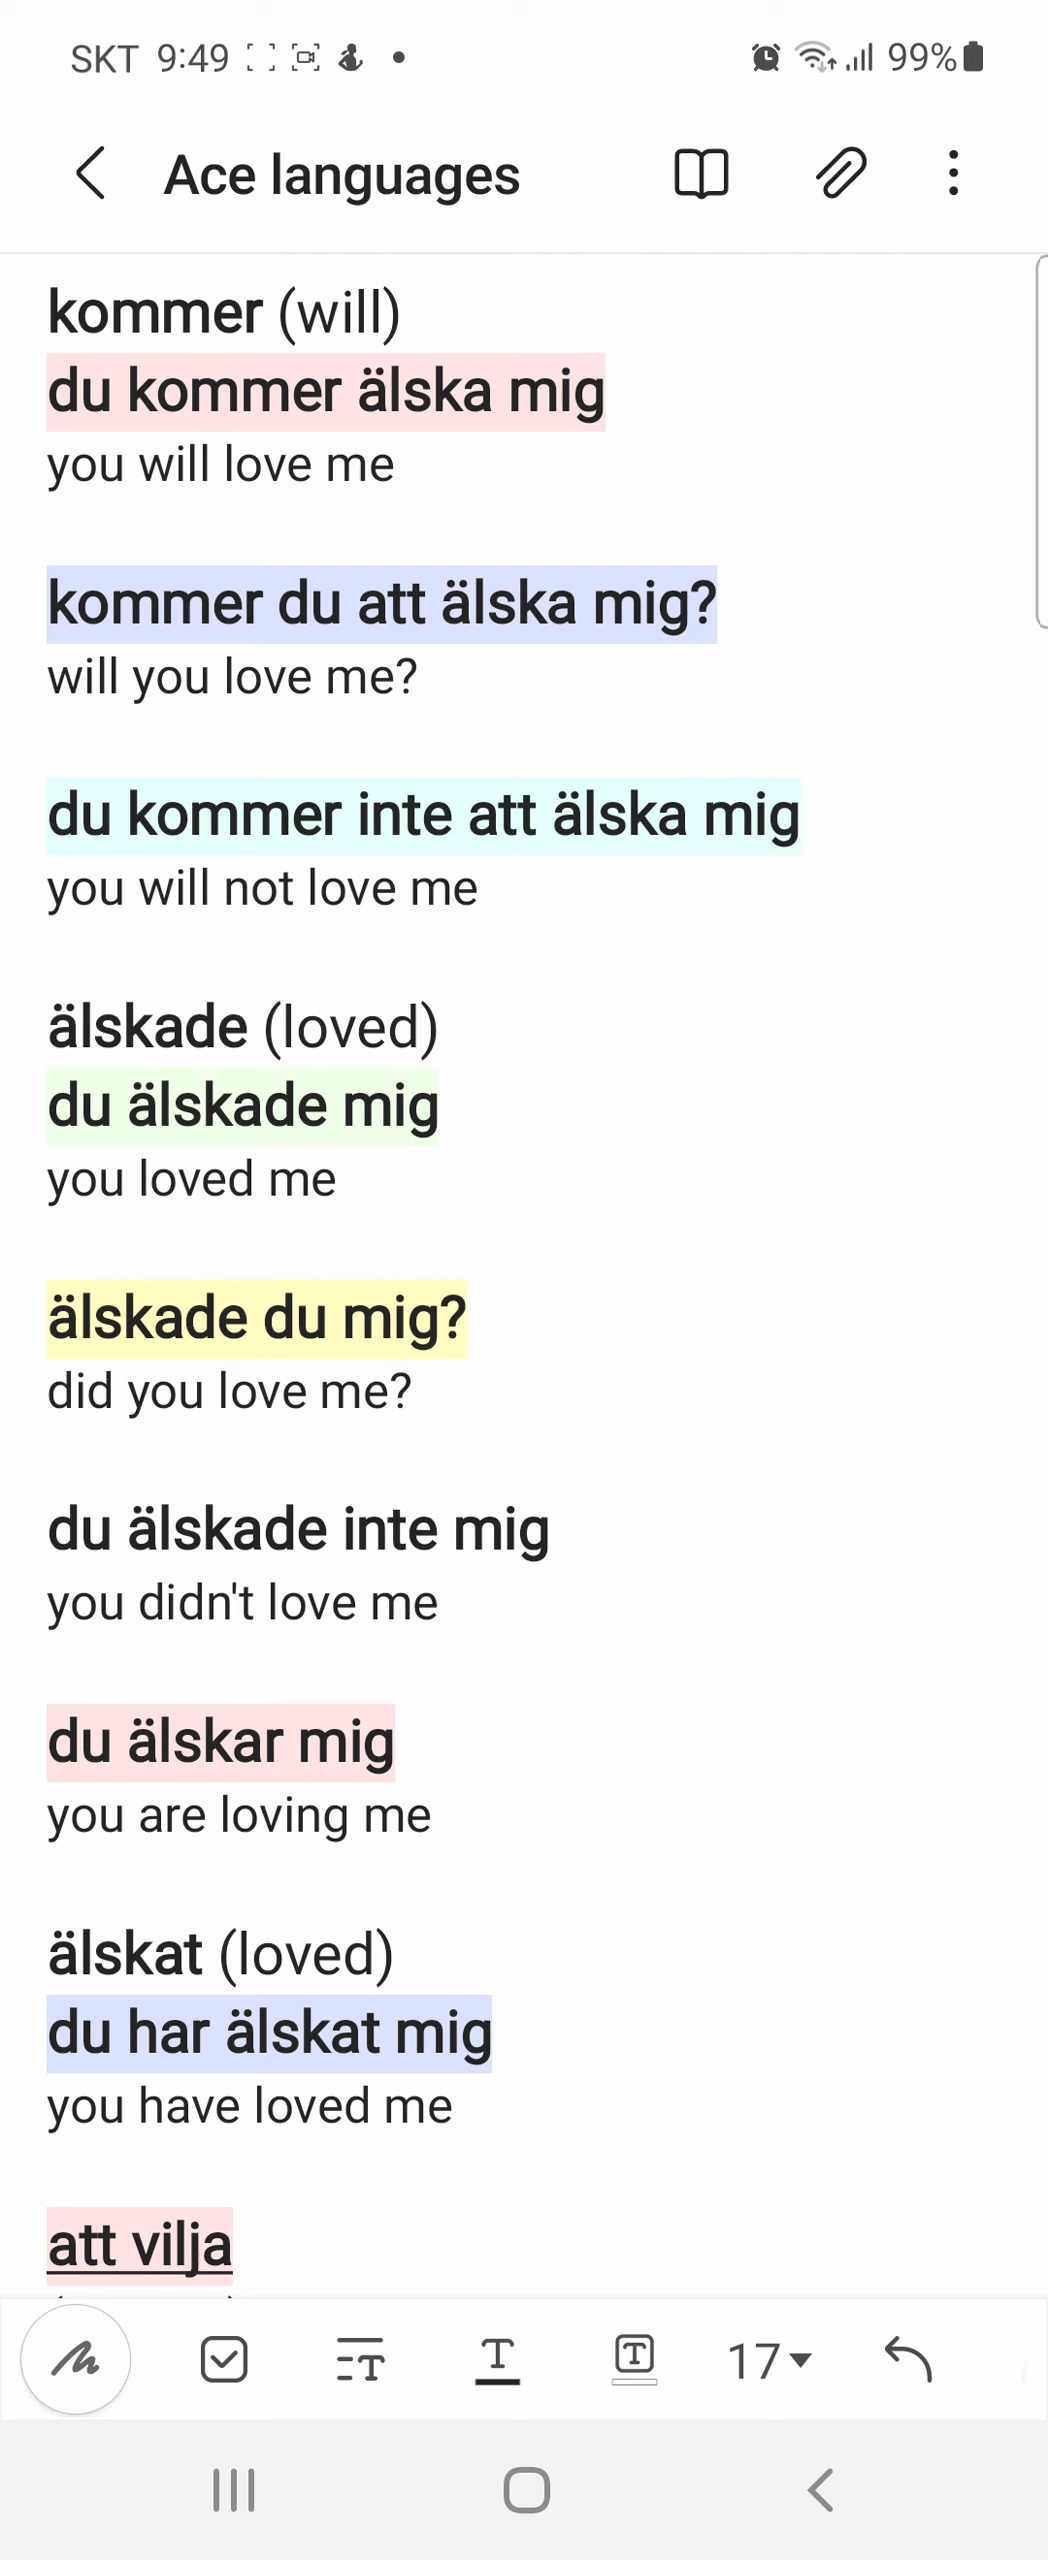 SKT 9:49
99%
Ace languages
kommer (will)
du kommer älska mig
you will love me
kommer du att älska mig?
will you love me?
du kommer inte att älska mig
you will not love me
älskade (loved)
du älskade mig
you loved me
älskade du mig?
did you love me?
du älskade inte mig
you didn't love me
du älskar mig
you are loving me
älskat (loved)
du har älskat mig
you have loved me
att vilja
17